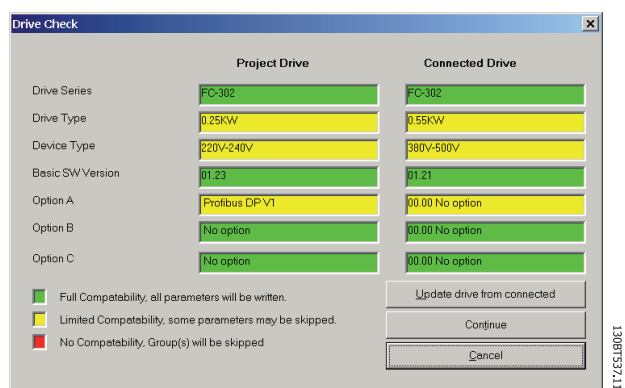 Drive Check
Project Drive Connected Drive
Drive Series FC-302 FC-302
Drive Type 0.25KW 0.55KW
Device Type 220V-240V 380V-500V
Basic SW Version 01.23 01.21
Option A Profibus DP V1 00.00 No option
Option B No option 00.00 No option
Option C No option 00.00 No option
Full Compatability, all parameters will be written.
Limited Compatability, some parameters may be skipped.
No Compatability, Group(s) will be skipped
Update drive from connected
Continue
Cancel
130BT537.11